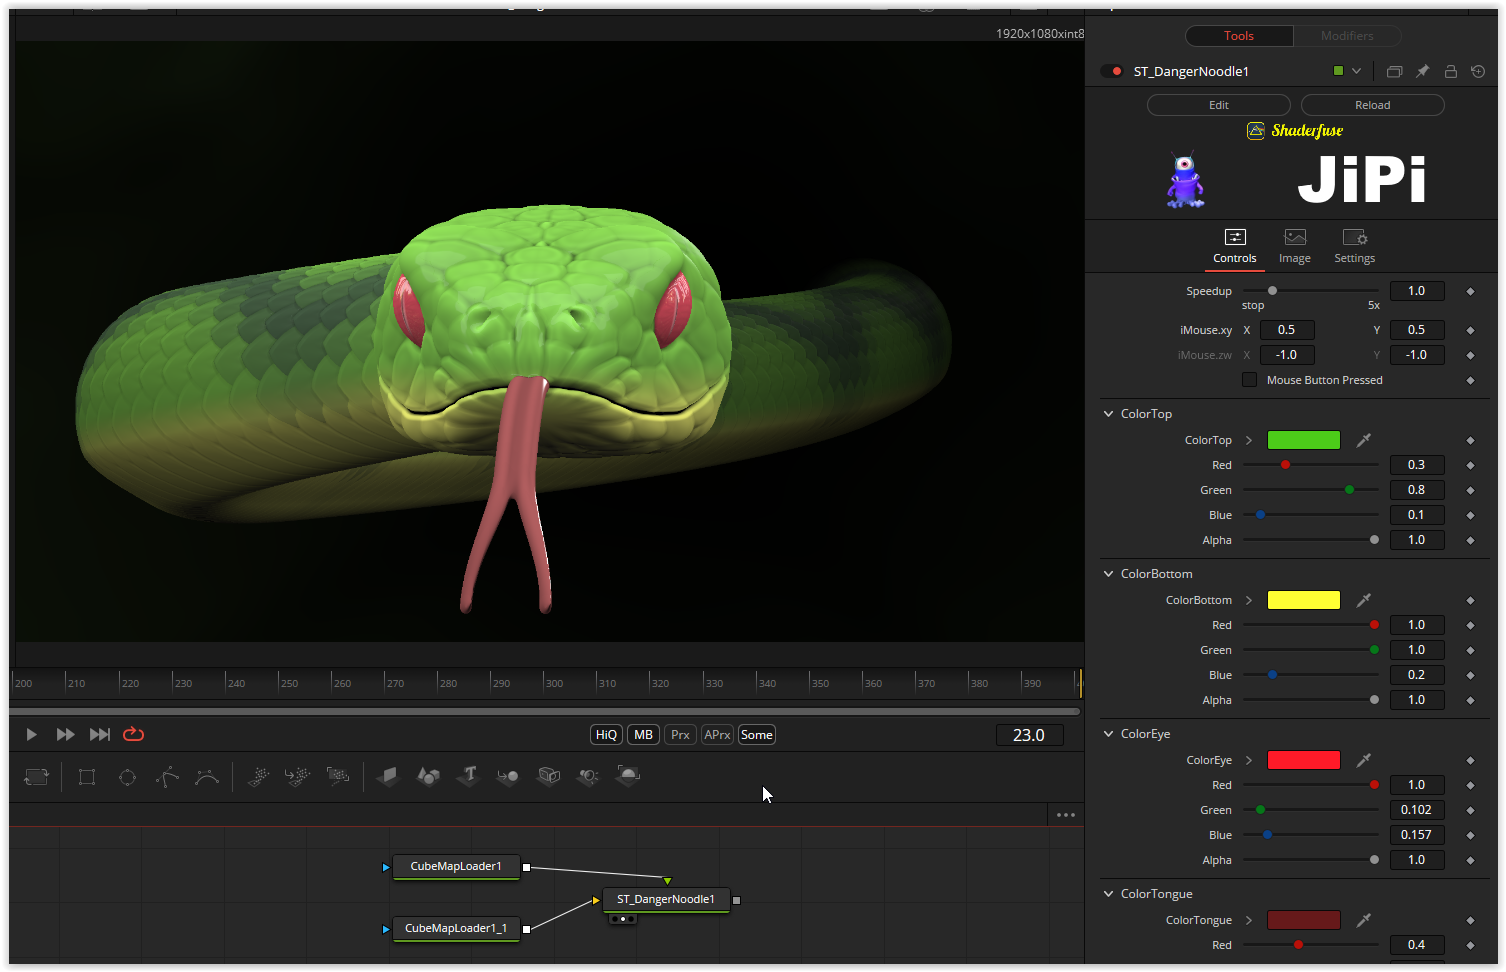 1920x1080xint8
Tools
Modifiers
ST_DangerNoodle1
Edit
Reload
Shaderfuse
JiPi
Controls
Image
Settings
Speedup
1.0
stop
5x
iMouse.xy X 0.5 Y 0.5
iMouse.zw X -1.0 Y -1.0
Mouse Button Pressed
ColorTop
ColorTop
Red 0.3
Green 0.8
Blue 0.1
Alpha 1.0
ColorBottom
ColorBottom
Red 1.0
Green 1.0
Blue 0.2
Alpha 1.0
ColorEye
ColorEye
Red 1.0
Green 0.102
Blue 0.157
Alpha 1.0
ColorTongue
ColorTongue
Red 0.4
200 210 220 230 240 250 260 270 280 290 300 310 320 330 340 350 360 370 380 390
HiQ MB Prx APrx Some
23.0
CubeMapLoader1
ST_DangerNoodle1
CubeMapLoader1_1